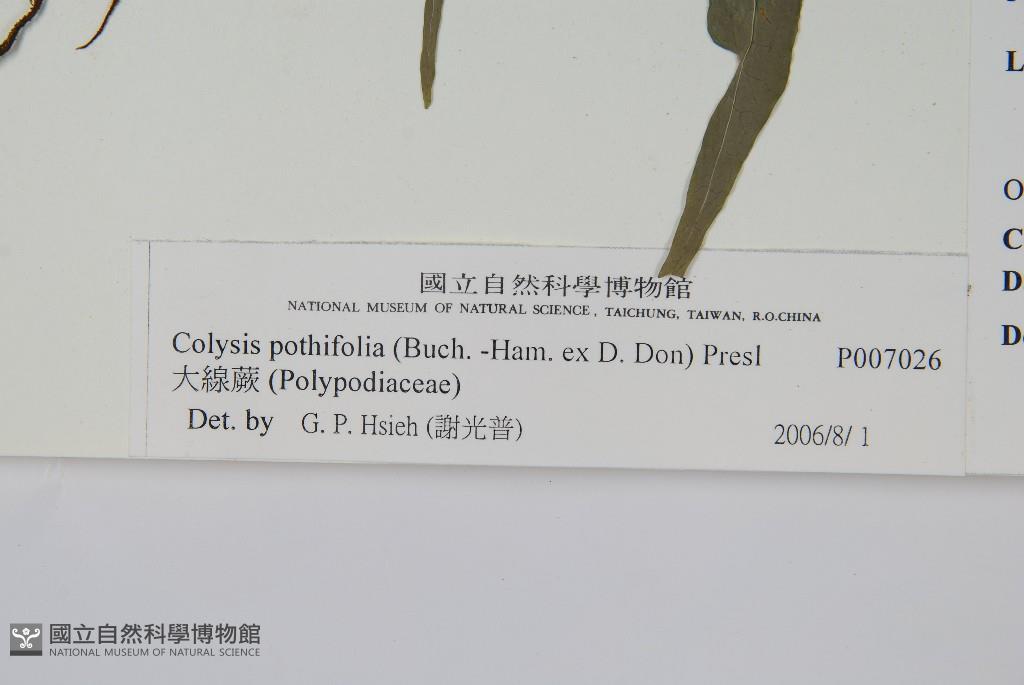 國立自然科學博物館
NATIONAL MUSEUM OF NATURAL SCIENCE, TAICHUNG, TAIWAN, R.O.CHINA
Colysis pothifolia (Buch. -Ham. ex D. Don) Presl P007026
大線蕨 (Polypodiaceae)
Det. by G. P. Hsieh (謝光普) 2006/8/ 1
L
O
C
D
De
國立自然科學博物館
NATIONAL MUSEUM OF NATURAL SCIENCE